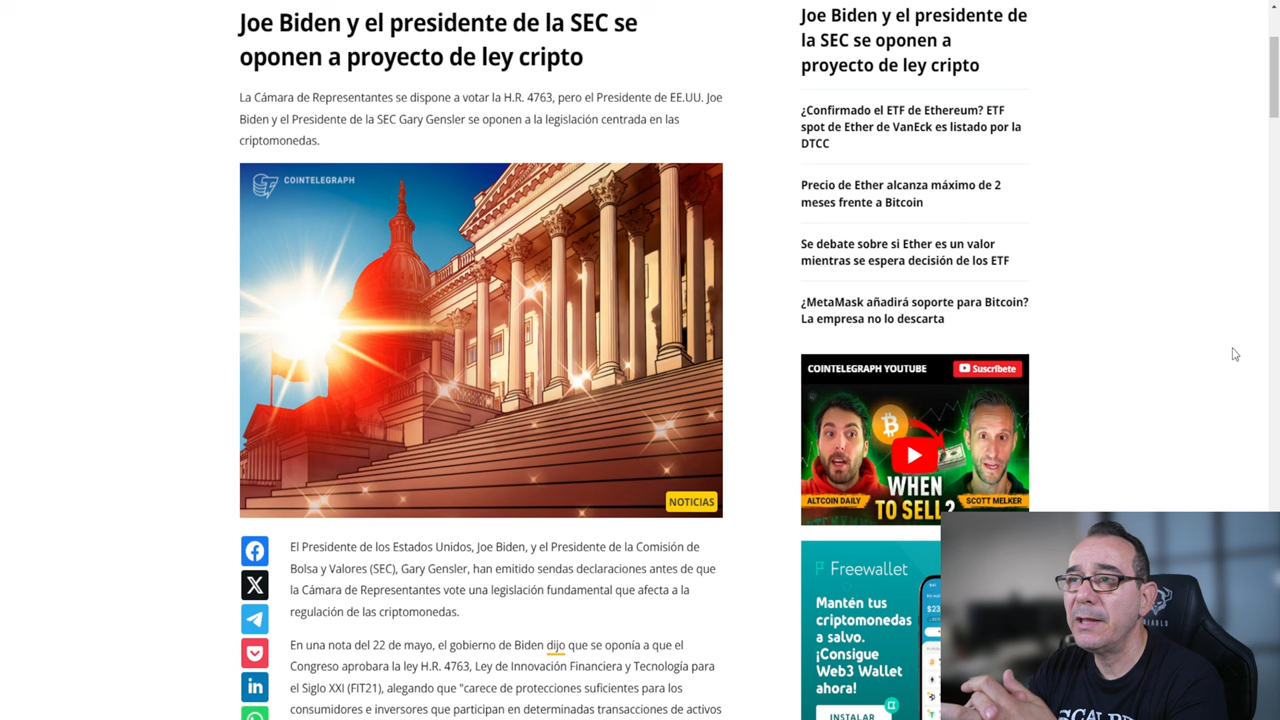 Joe Biden y el presidente de la SEC se
oponen a proyecto de ley cripto
La Cámara de Representantes se dispone a votar la H.R. 4763, pero el Presidente de EE.UU. Joe
Biden y el Presidente de la SEC Gary Gensler se oponen a la legislación centrada en las
criptomonedas.
COINTELEGRAPH
NOTICIAS
El Presidente de los Estados Unidos, Joe Biden, y el Presidente de la Comisión de
Bolsa y Valores (SEC), Gary Gensler, han emitido sendas declaraciones antes de que
la Cámara de Representantes vote una legislación fundamental que afecta a la
regulación de las criptomonedas.
En una nota del 22 de mayo, el gobierno de Biden dijo que se oponía a que el
Congreso aprobara la ley H.R. 4763, Ley de Innovación Financiera y Tecnología para
el Siglo XXI (FIT21), alegando que "carece de protecciones suficientes para los
consumidores e inversores que participan en determinadas transacciones de activos
Joe Biden y el presidente de
la SEC se oponen a
proyecto de ley cripto
¿Confirmado el ETF de Ethereum? ETF
spot de Ether de VanEck es listado por la
DTCC
Precio de Ether alcanza máximo de 2
meses frente a Bitcoin
Se debate sobre si Ether es un valor
mientras se espera decisión de los ETF
¿MetaMask añadirá soporte para Bitcoin?
La empresa no lo descarta
COINTELEGRAPH YOUTUBE
Suscríbete
WHEN
TO SELL?
ALTCOIN DAILY
SCOTT MELKER
Freewallet
Mantén tus
criptomonedas
a salvo.
¡Consigue
Web3 Wallet
ahora!
INSTALAR
$23
DIABLO